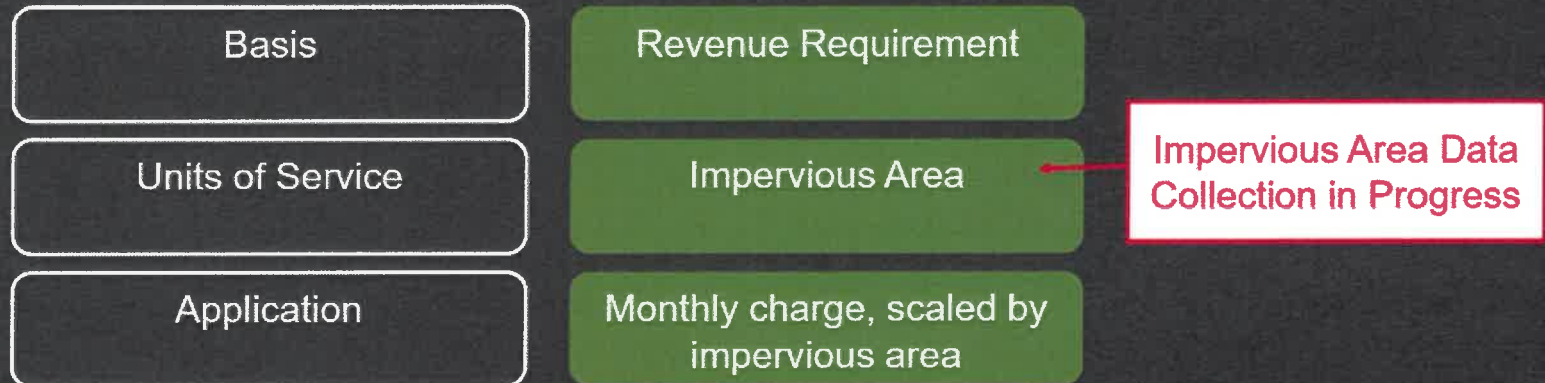 Basis
Revenue Requirement
Units of Service
Impervious Area
Impervious Area Data
Collection in Progress
Application
Monthly charge, scaled by
impervious area